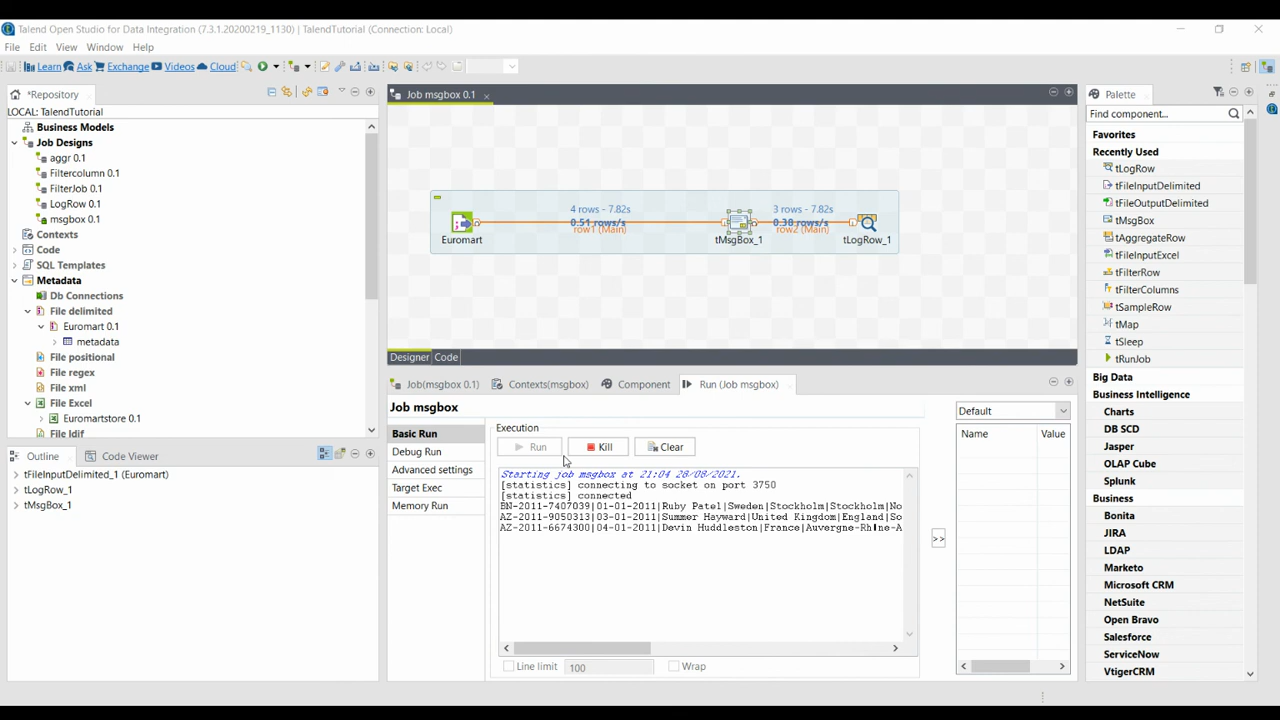 Talend Open Studio for Data Integration (7.3.1.20200219_1130) | TalendTutorial (Connection: Local)
File Edit View Window Help
Learn Ask Exchange Videos Cloud
*Repository
LOCAL: TalendTutorial
Business Models
Job Designs
aggr 0.1
Filtercolumn 0.1
FilterJob 0.1
LogRow 0.1
msgbox 0.1
Contexts
Code
SQL Templates
Metadata
Db Connections
File delimited
Euromart 0.1
metadata
File positional
File regex
File xml
File Excel
Euromartstore 0.1
File ldif
Outline Code Viewer
tFileInputDelimited_1 (Euromart)
tLogRow_1
tMsgBox_1
Job msgbox 0.1
4 rows - 7.82s
0.51 rows/s
row1 (Main)
3 rows - 7.82s
0.38 rows/s
row2 (Main)
Euromart tMsgBox_1 tLogRow_1
Designer Code
Job(msgbox 0.1) Contexts(msgbox) Component Run (Job msgbox)
Job msgbox
Basic Run
Debug Run
Advanced settings
Target Exec
Memory Run
Execution
Run Kill Clear
Starting job msgbox at 21:04 28/08/2021.
[statistics] connecting to socket on port 3750
[statistics] connected
BN-2011-7407039|01-01-2011|Ruby Patel|Sweden|Stockholm|Stockholm|No
AZ-2011-9050313|03-01-2011|Summer Hayward|United Kingdom|England|So
AZ-2011-6674300|04-01-2011|Devin Huddleston|France|Auvergne-Rhône-A
Line limit 100 Wrap
Default
Name Value
>>
Palette
Find component...
Favorites
Recently Used
tLogRow
tFileInputDelimited
tFileOutputDelimited
tMsgBox
tAggregateRow
tFileInputExcel
tFilterRow
tFilterColumns
tSampleRow
tMap
tSleep
tRunJob
Big Data
Business Intelligence
Charts
DB SCD
Jasper
OLAP Cube
Splunk
Business
Bonita
JIRA
LDAP
Marketo
Microsoft CRM
NetSuite
Open Bravo
Salesforce
ServiceNow
VtigerCRM